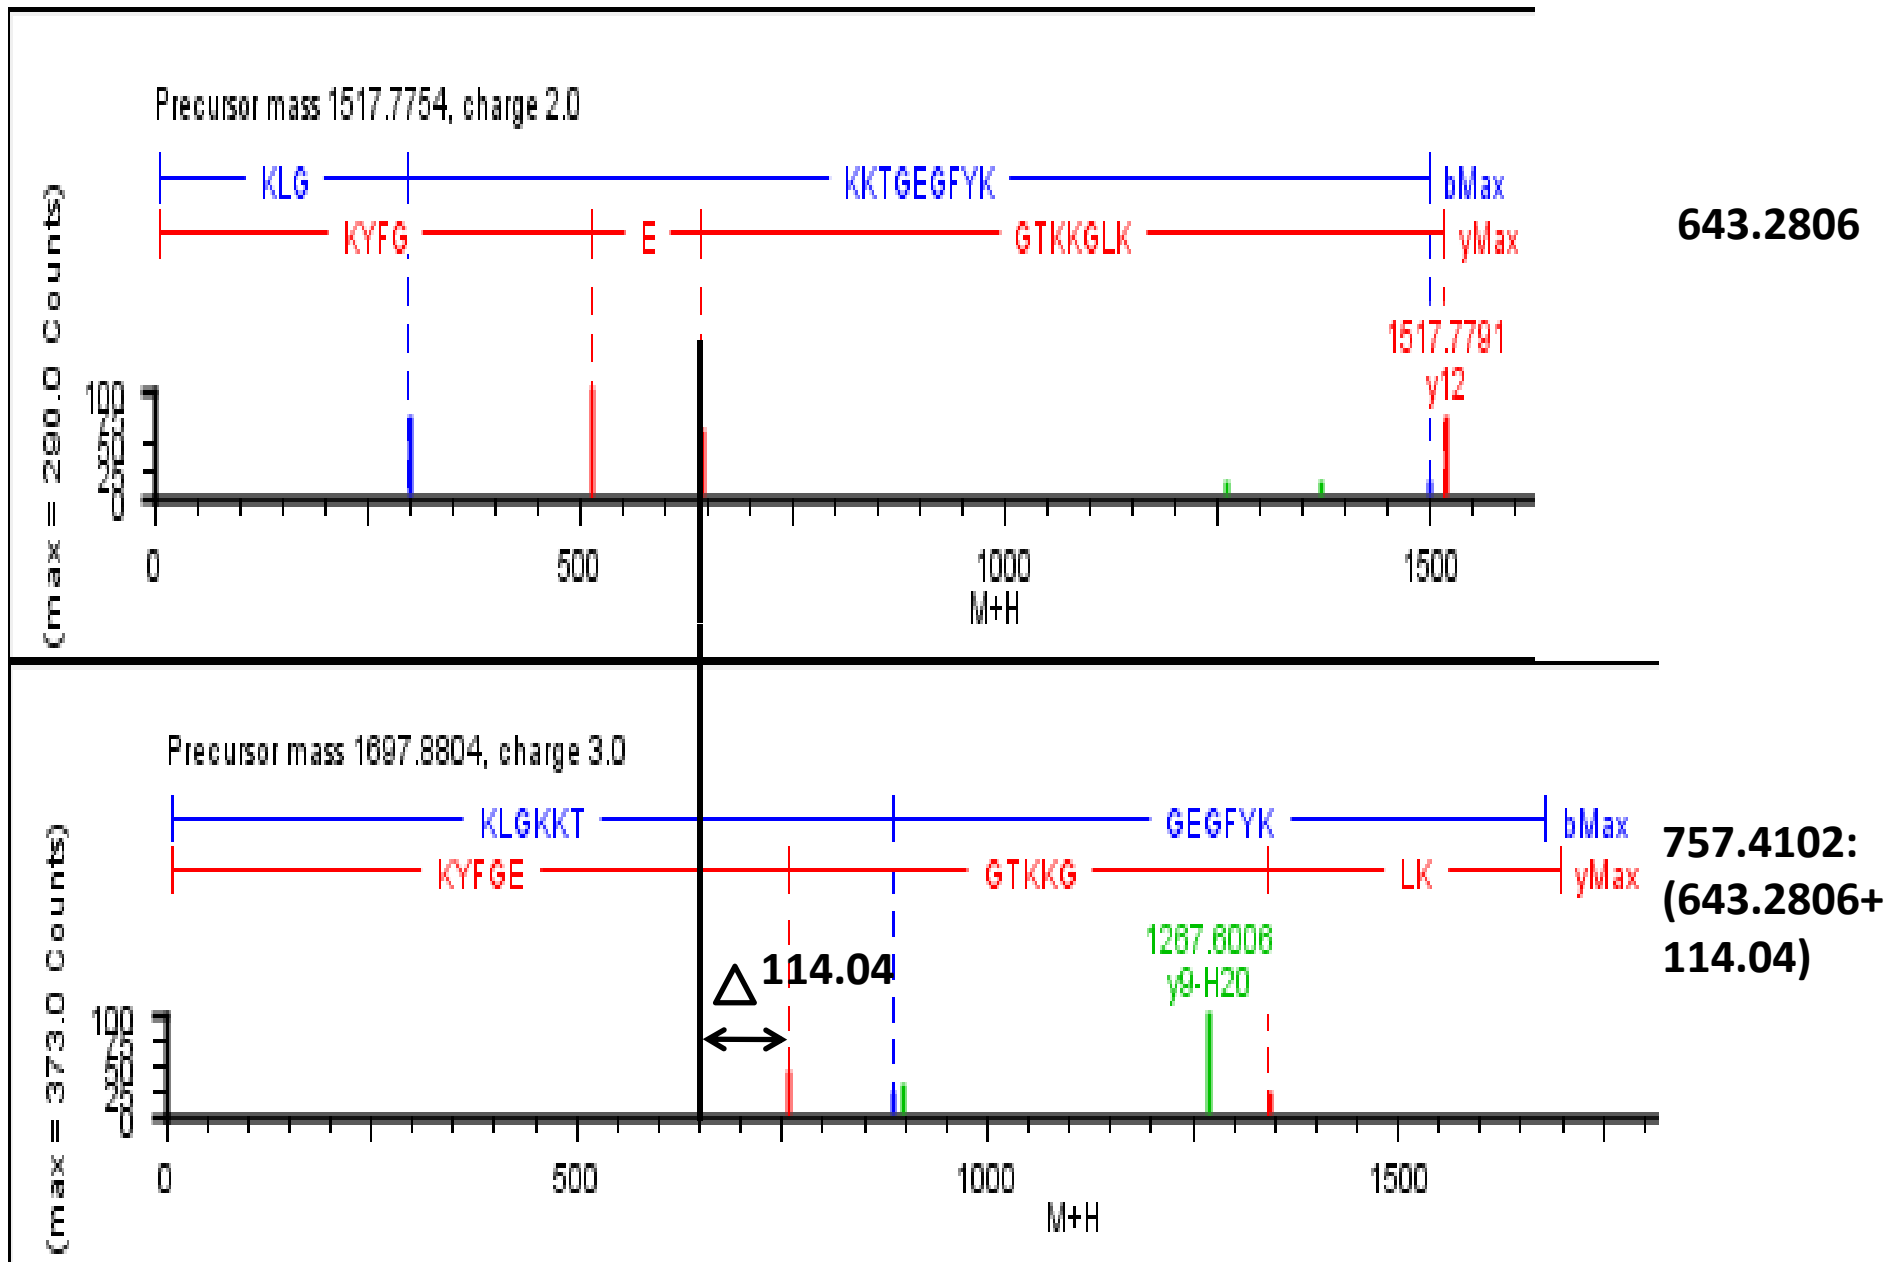 Precursor mass 1517.7754, charge 2.0
KLG KKTGEGFYK bMax
KYFG E GTKKGLK yMax
643.2806
1517.7791
y12
(max = 290.0 Counts)
100
75
50
25
0
0 500 1000 1500
M+H
Precursor mass 1697.8804, charge 3.0
KLGKKT GEGFYK bMax
KYFGE GTKKG LK yMax
757.4102:
(643.2806+
114.04)
△ 114.04
1267.6006
y9-H20
(max = 373.0 Counts)
100
75
50
25
0
0 500 1000 1500
M+H